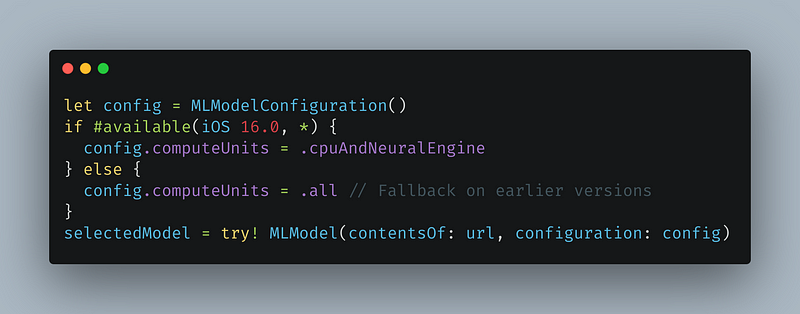 let config = MLModelConfiguration()
if #available(iOS 16.0, *) {
  config.computeUnits = .cpuAndNeuralEngine
} else {
  config.computeUnits = .all // Fallback on earlier versions
}
selectedModel = try! MLModel(contentsOf: url, configuration: config)